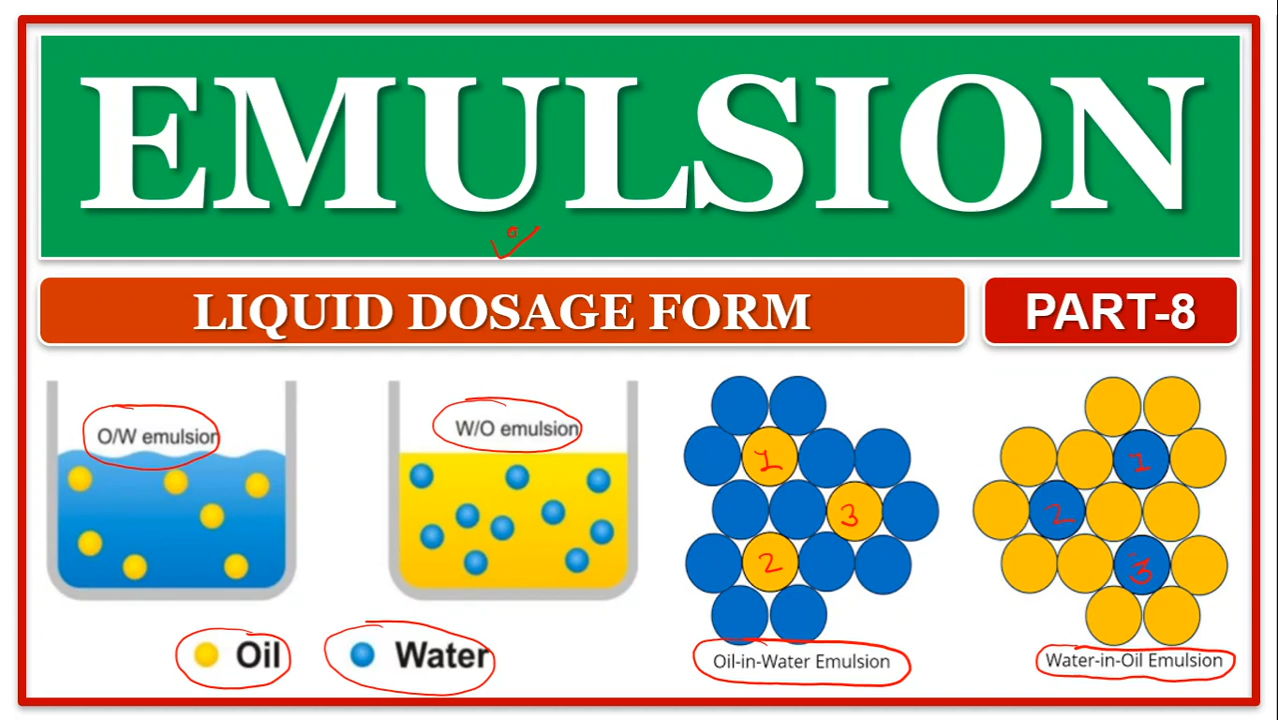 EMULSION
LIQUID DOSAGE FORM
PART-8
O/W emulsion
W/O emulsion
Oil
Water
1
3
2
Oil-in-Water Emulsion
1
2
3
Water-in-Oil Emulsion